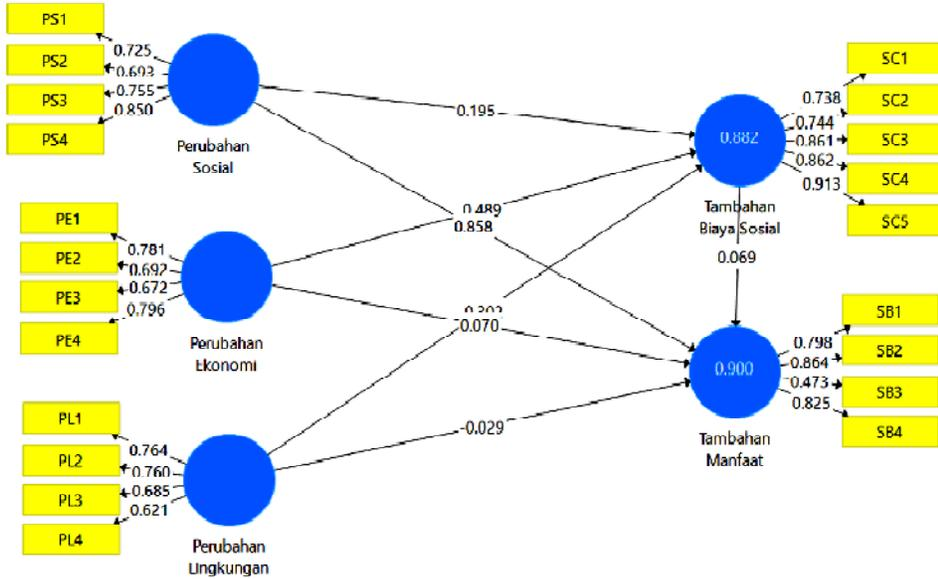 PS1
PS2
PS3
PS4
0.725
0.693
0.755
0.850
Perubahan
Sosial
PE1
PE2
PE3
PE4
0.781
0.692
0.672
0.796
Perubahan
Ekonomi
PL1
PL2
PL3
PL4
0.764
0.760
0.685
0.621
Perubahan
Lingkungan
0.195
0.489
0.858
0.070
-0.029
0.882
Tambahan
Biaya Sosial
0.069
0.900
Tambahan
Manfaat
0.738
0.744
0.861
0.862
0.913
SC1
SC2
SC3
SC4
SC5
0.798
0.864
0.473
0.825
SB1
SB2
SB3
SB4